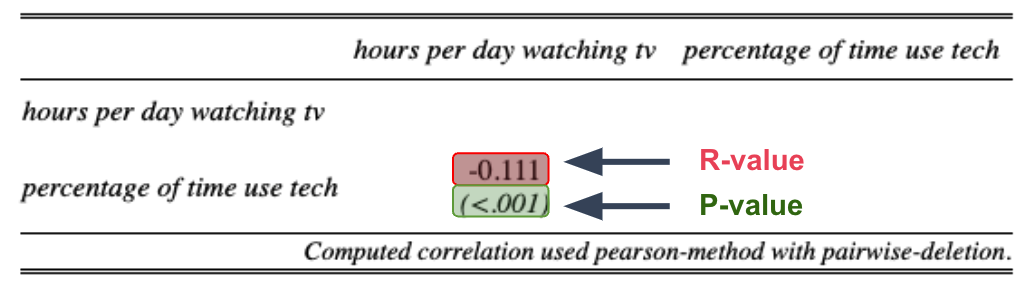 hours per day watching tv percentage of time use tech
hours per day watching tv
-0.111 R-value
percentage of time use tech
(<.001) P-value
Computed correlation used pearson-method with pairwise-deletion.